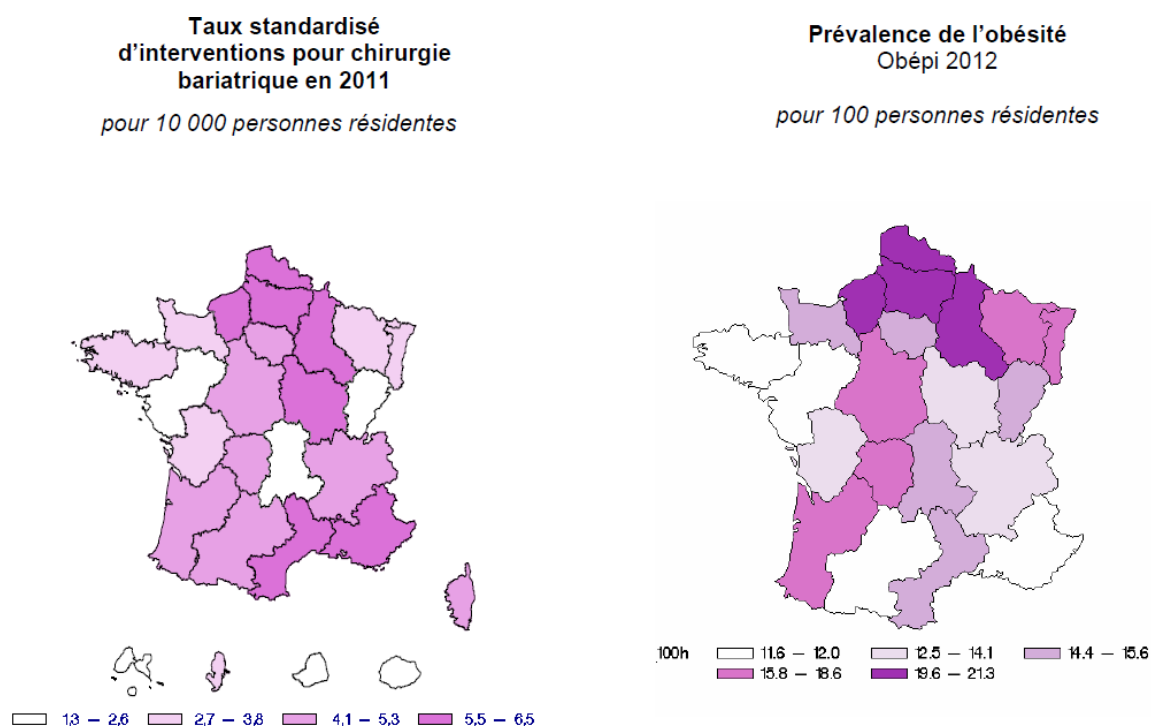 Taux standardisé
d'interventions pour chirurgie
bariatrique en 2011
pour 10 000 personnes résidentes
Prévalence de l'obésité
Obépi 2012
pour 100 personnes résidentes
1,3 – 2,6 2,7 – 3,8 4,1 – 5,3 5,5 – 6,5
100h 11.6 – 12.0 12.5 – 14.1 14.4 – 15.6
15.8 – 18.6 19.6 – 21.3